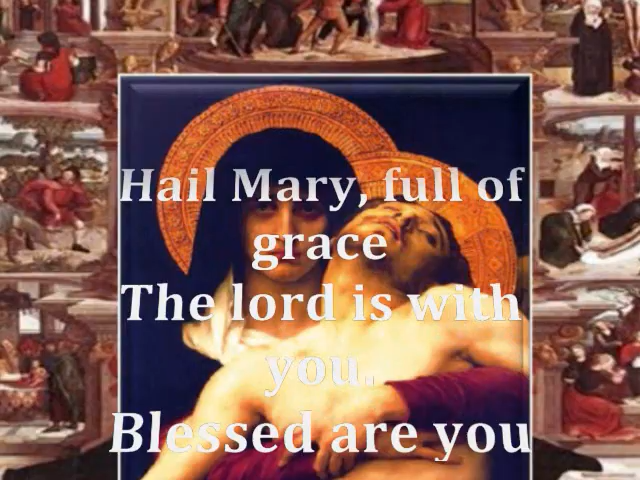 Hail Mary, full of
grace
The lord is with
you..
Blessed are you